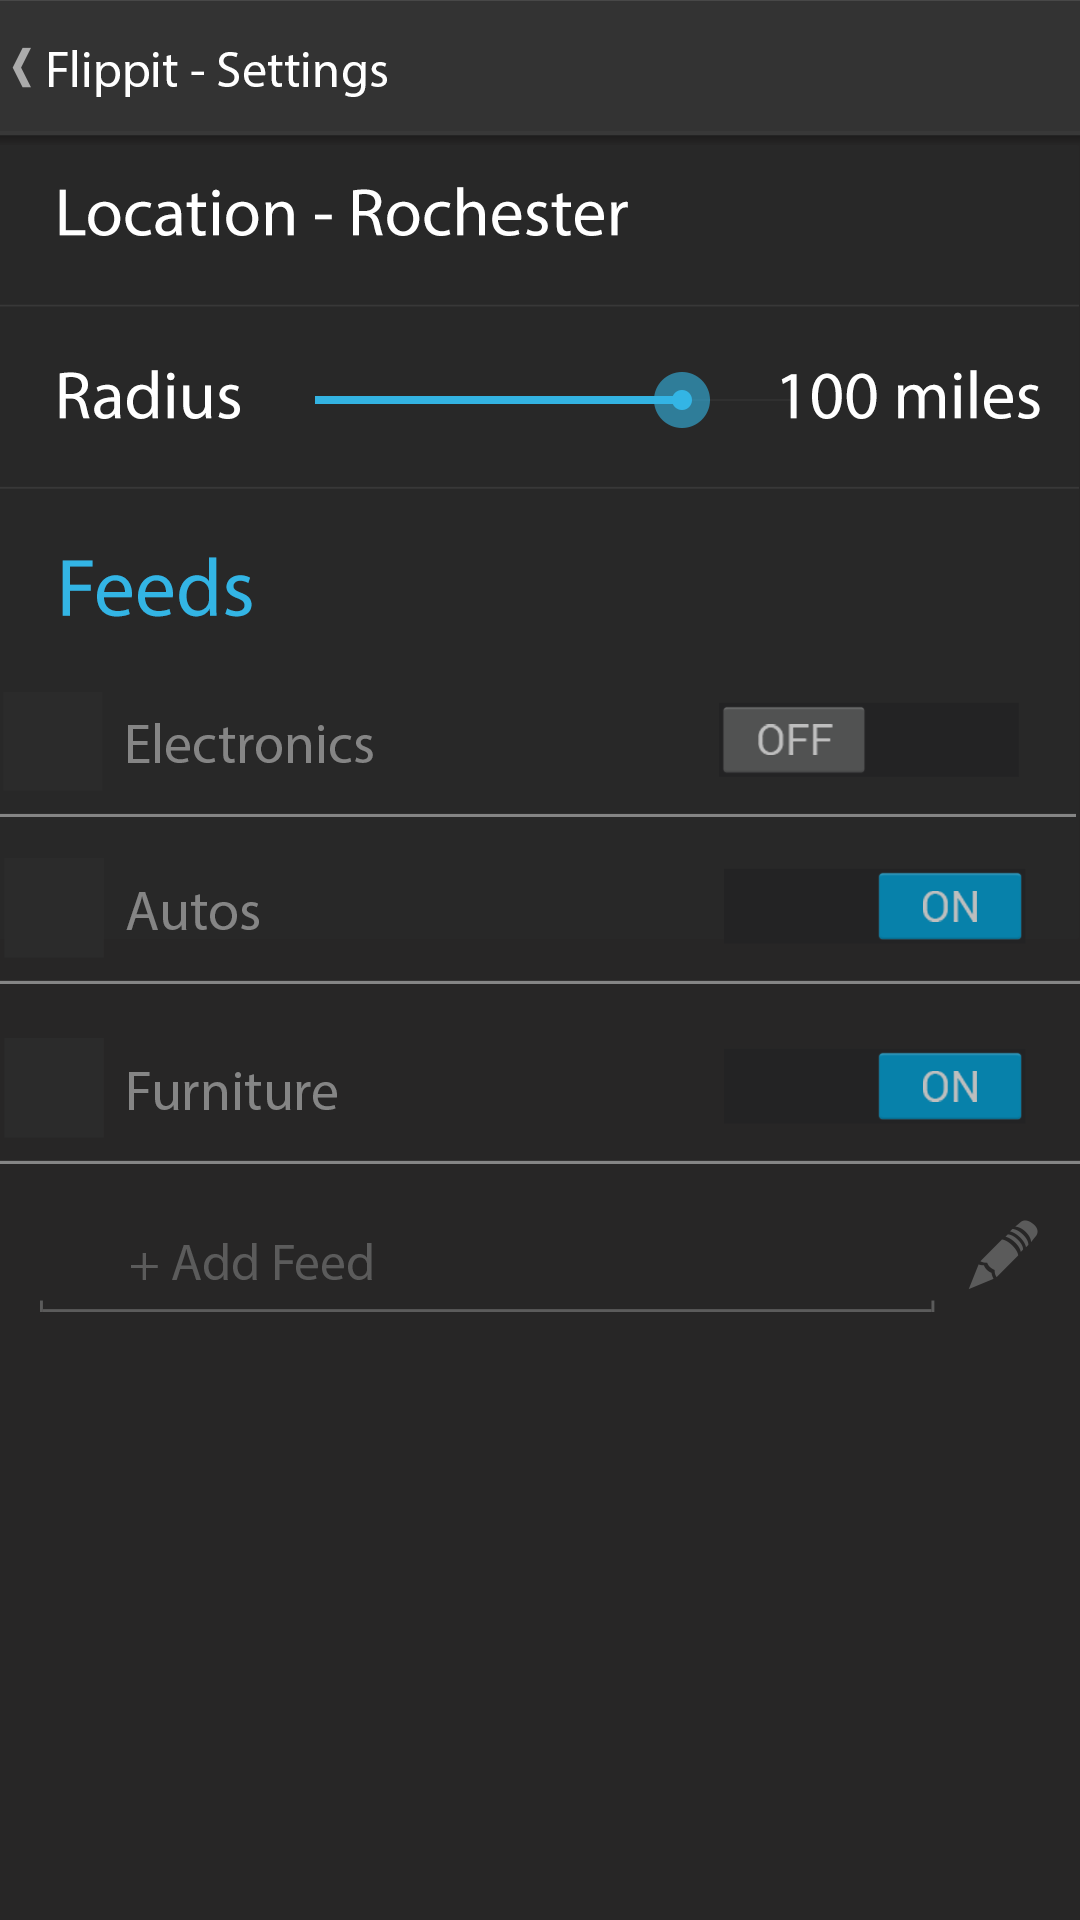 Flippit - Settings
Location - Rochester
Radius 100 miles
Feeds
Electronics OFF
Autos ON
Furniture ON
+ Add Feed